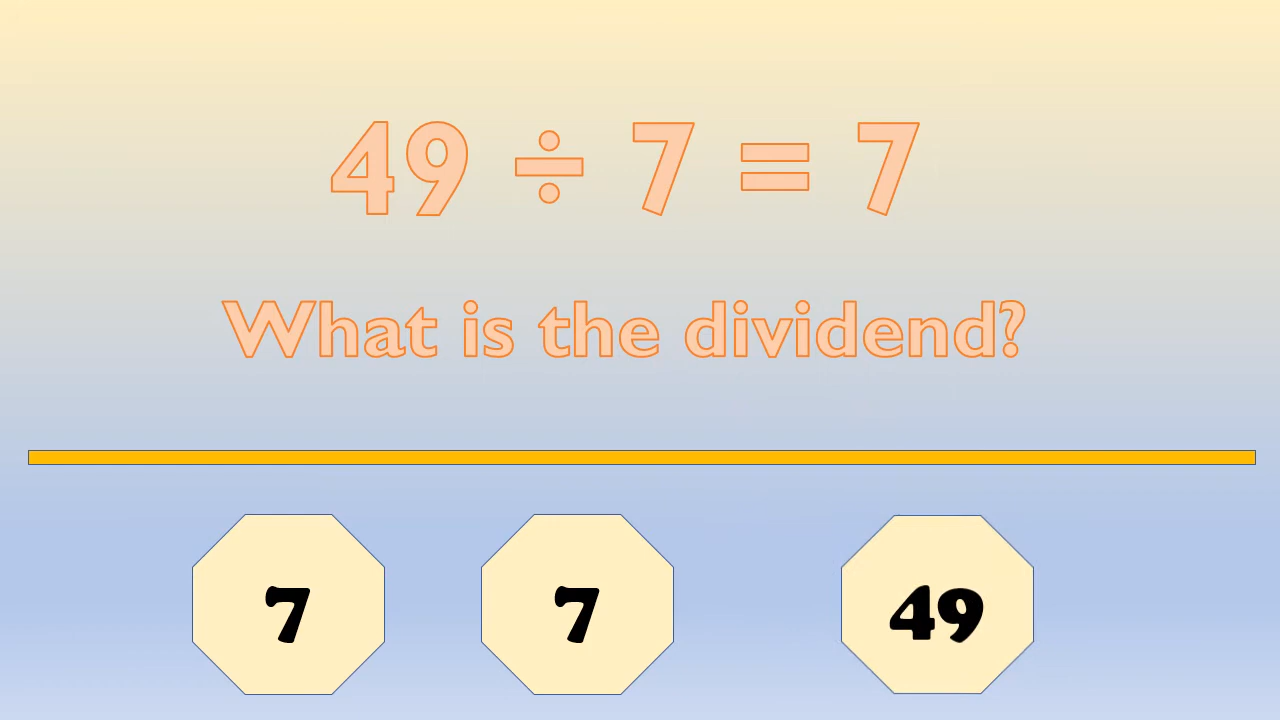 49 ÷ 7 = 7
What is the dividend?
7 7 49